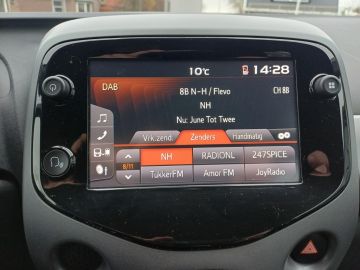 10°C 14:28
DAB
8B N-H / Flevo CH 8B
NH
Nu: June Tot Twee
Vrk.zend. Zenders Handmatig
NH RADIONL 247SPICE
8/11
TukkerFM Amor FM JoyRadio